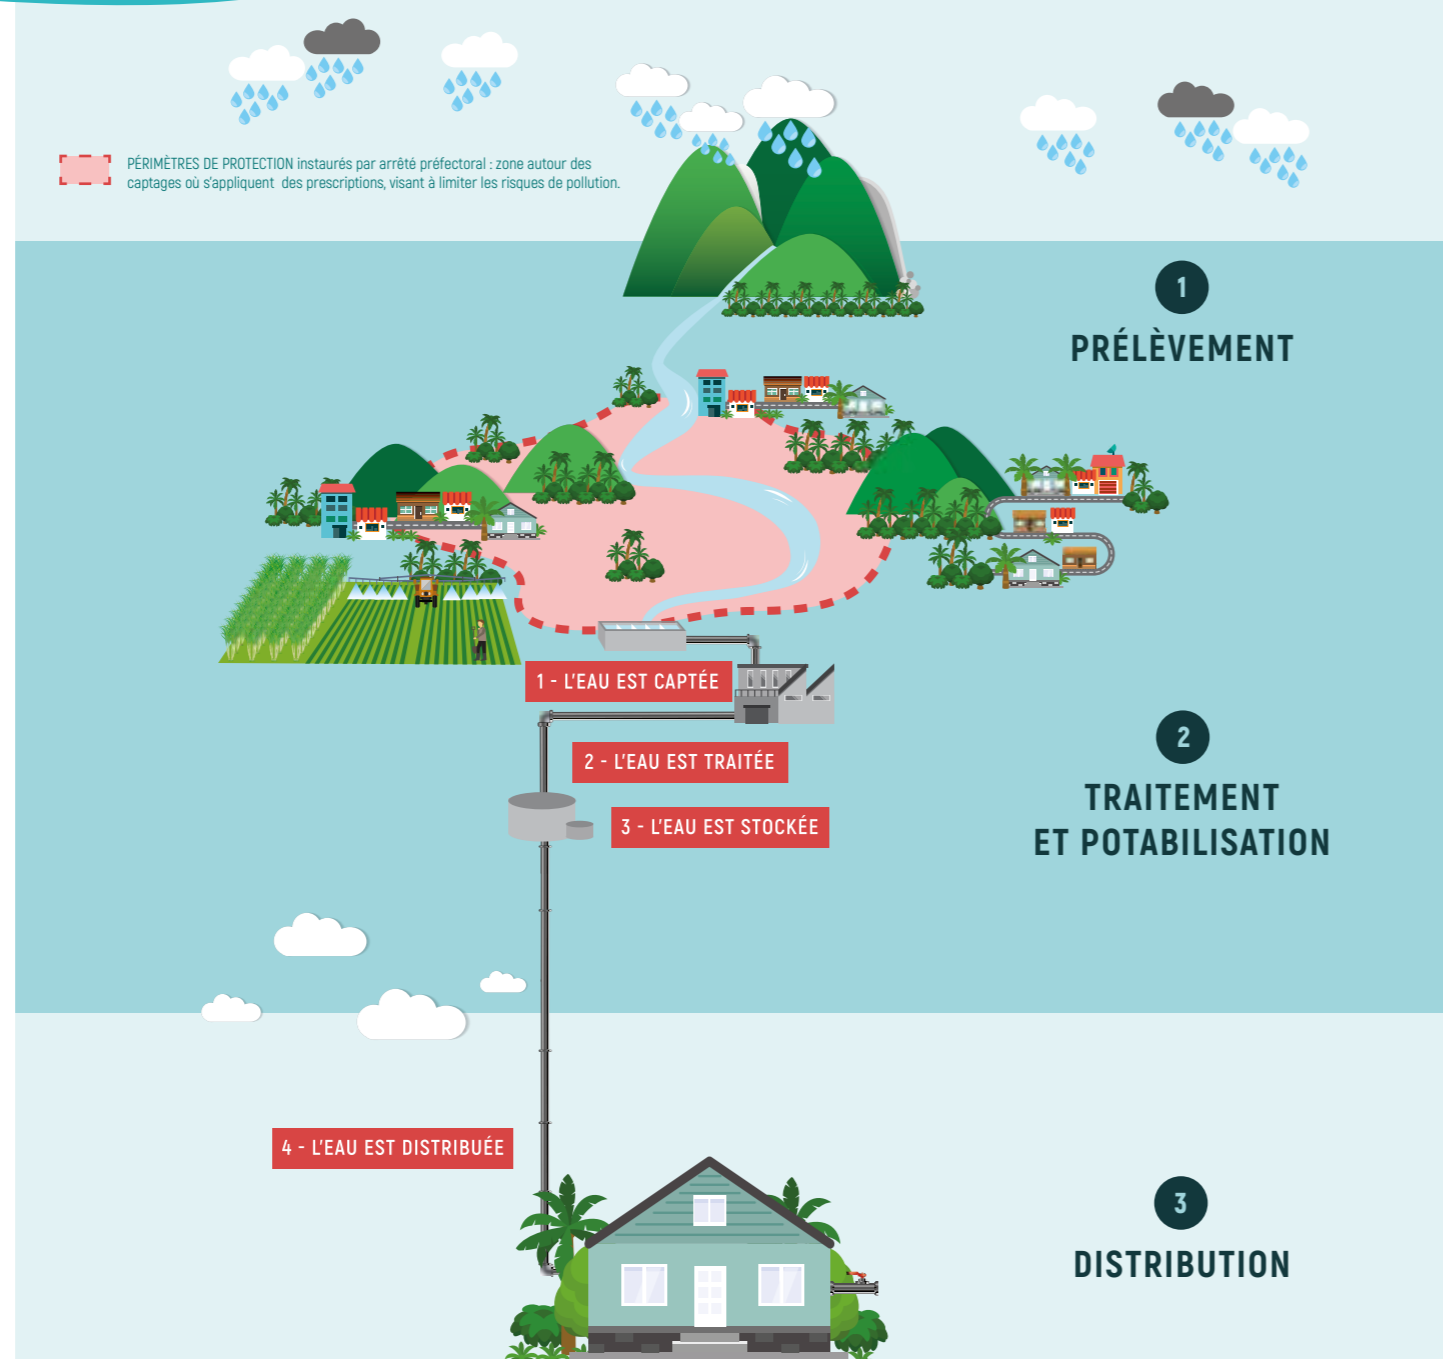 PÉRIMÈTRES DE PROTECTION instaurés par arrêté préfectoral : zone autour des
captages où s'appliquent des prescriptions, visant à limiter les risques de pollution.
1
PRÉLÈVEMENT
1 - L'EAU EST CAPTÉE
2
TRAITEMENT
ET POTABILISATION
2 - L'EAU EST TRAITÉE
3 - L'EAU EST STOCKÉE
4 - L'EAU EST DISTRIBUÉE
3
DISTRIBUTION